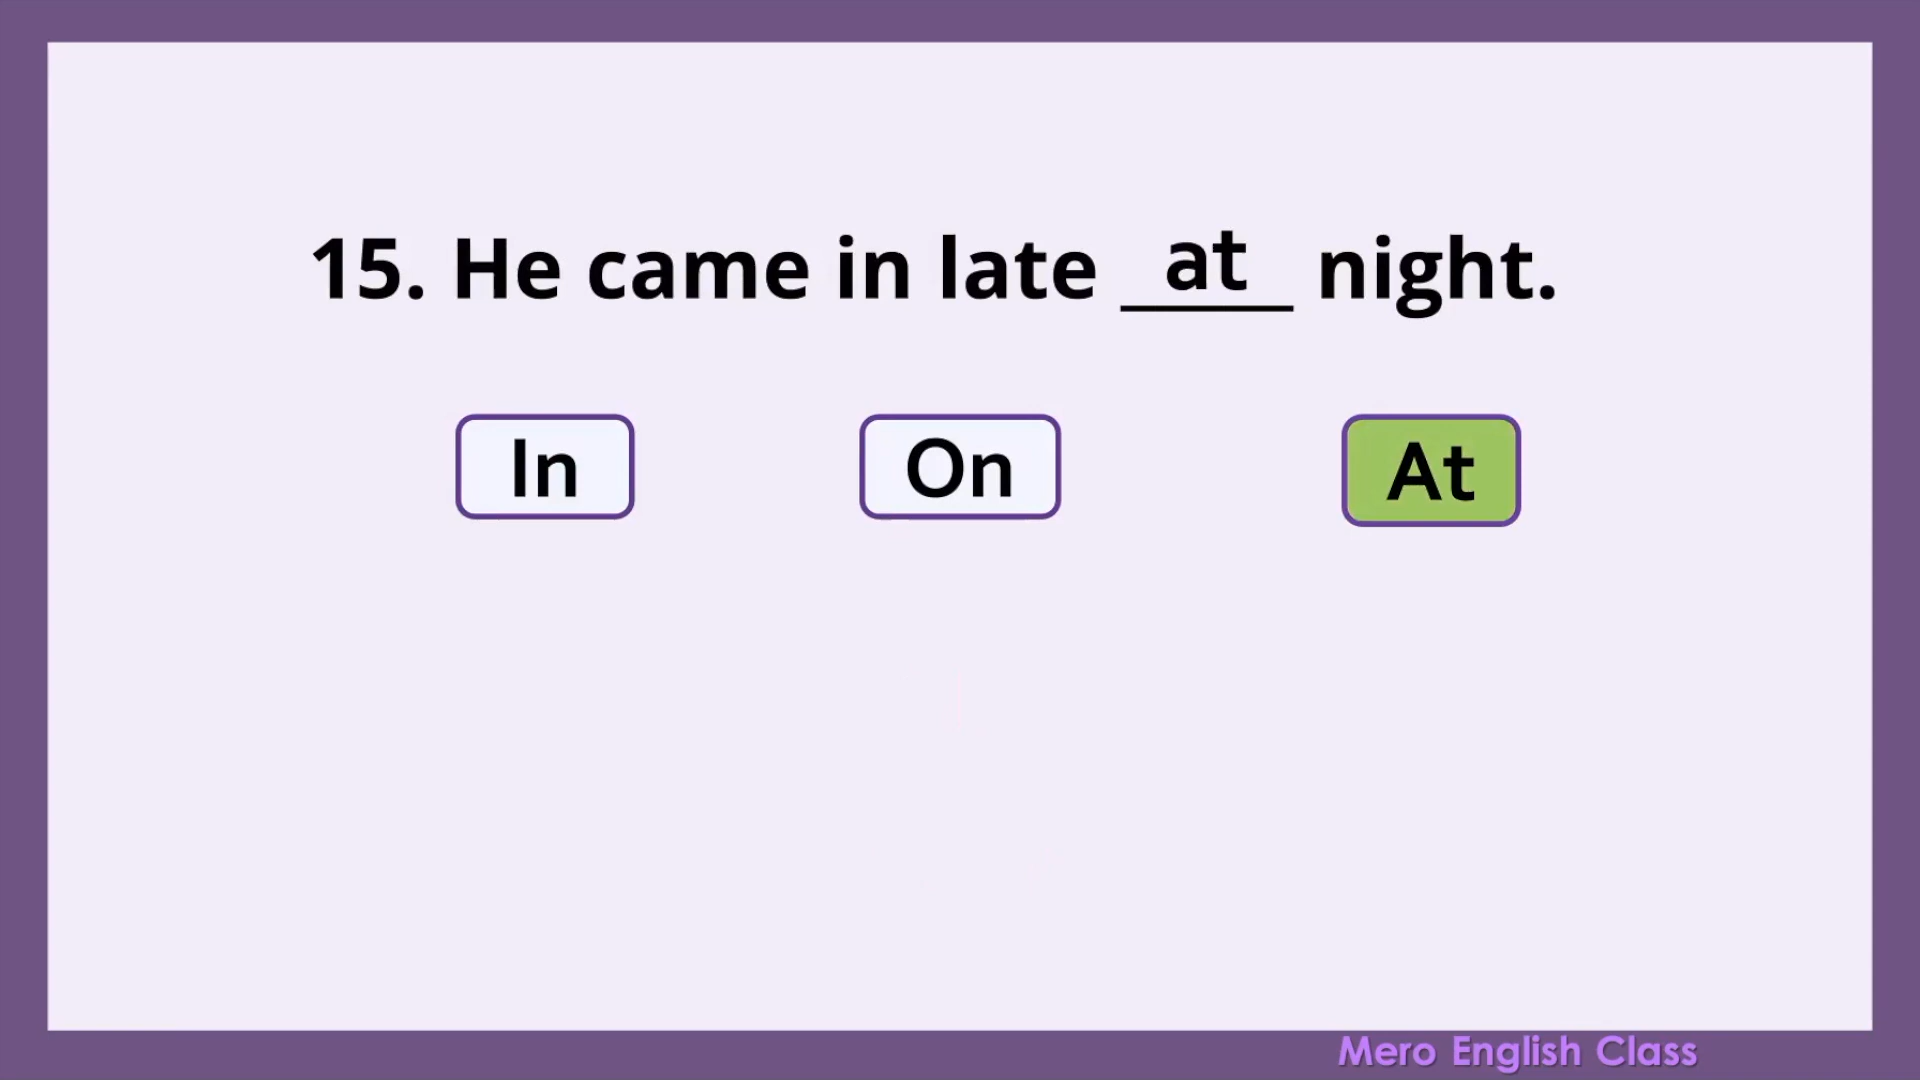 15. He came in late at night.
In On At
Mero English Class